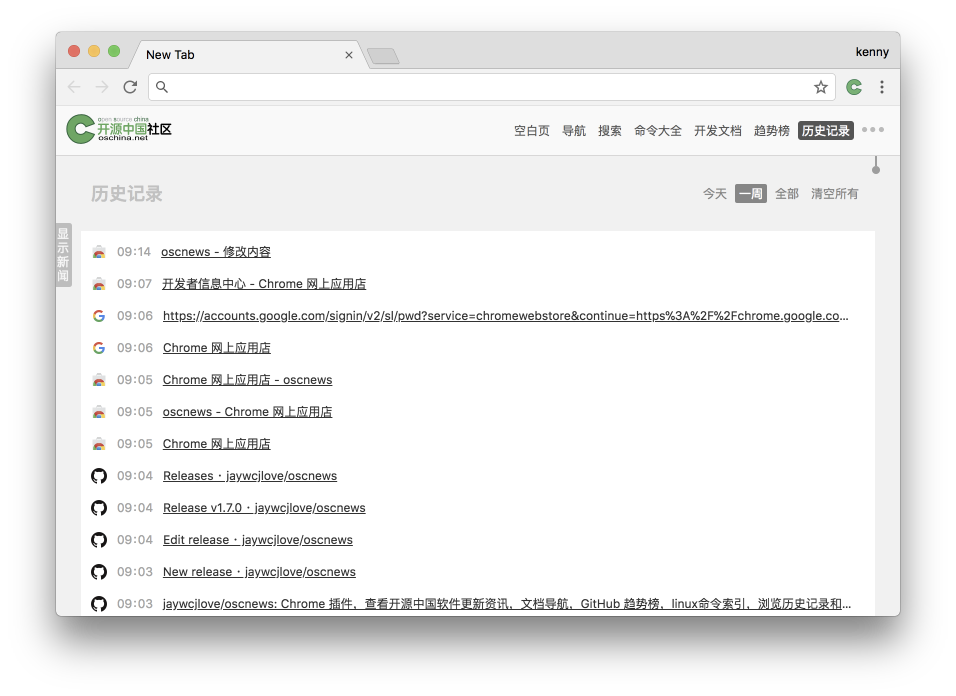 New Tab
kenny
open source china
开源中国社区
oschina.net
空白页 导航 搜索 命令大全 开发文档 趋势榜 历史记录
历史记录
今天 一周 全部 清空所有
显示新闻
09:14 oscnews - 修改内容
09:07 开发者信息中心 - Chrome 网上应用店
09:06 https://accounts.google.com/signin/v2/sl/pwd?service=chromewebstore&continue=https%3A%2F%2Fchrome.google.co...
09:06 Chrome 网上应用店
09:05 Chrome 网上应用店 - oscnews
09:05 oscnews - Chrome 网上应用店
09:05 Chrome 网上应用店
09:04 Releases · jaywcjlove/oscnews
09:04 Release v1.7.0 · jaywcjlove/oscnews
09:04 Edit release · jaywcjlove/oscnews
09:03 New release · jaywcjlove/oscnews
09:03 jaywcjlove/oscnews: Chrome 插件，查看开源中国软件更新资讯，文档导航，GitHub 趋势榜，linux命令索引，浏览历史记录和...